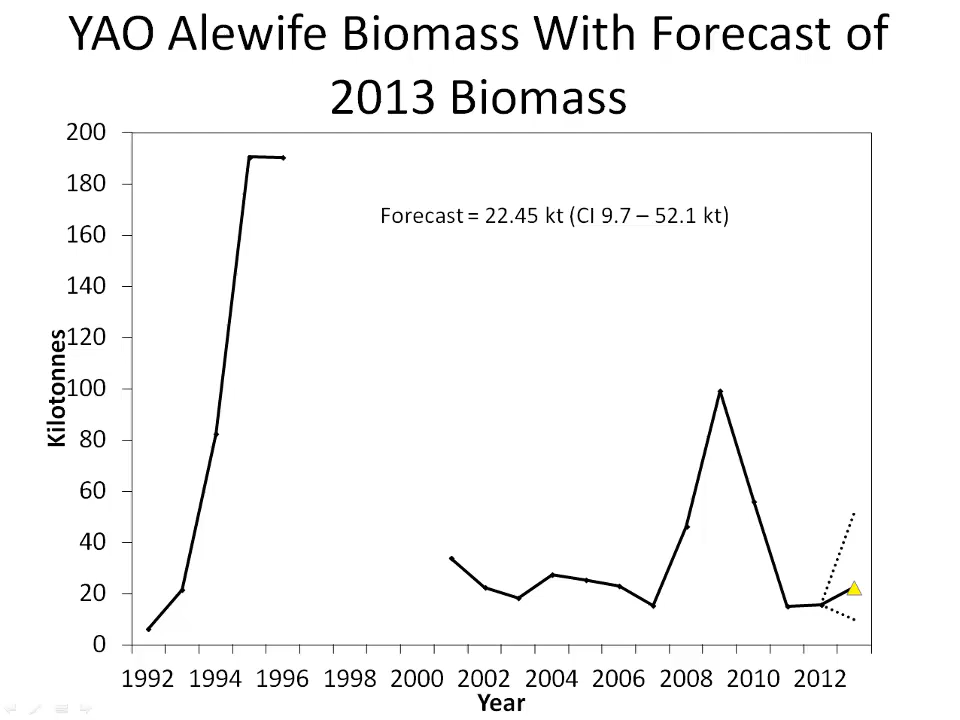 YAO Alewife Biomass With Forecast of
2013 Biomass
Forecast = 22.45 kt (CI 9.7 – 52.1 kt)
Kilotonnes
200
180
160
140
120
100
80
60
40
20
0
1992 1994 1996 1998 2000 2002 2004 2006 2008 2010 2012
Year